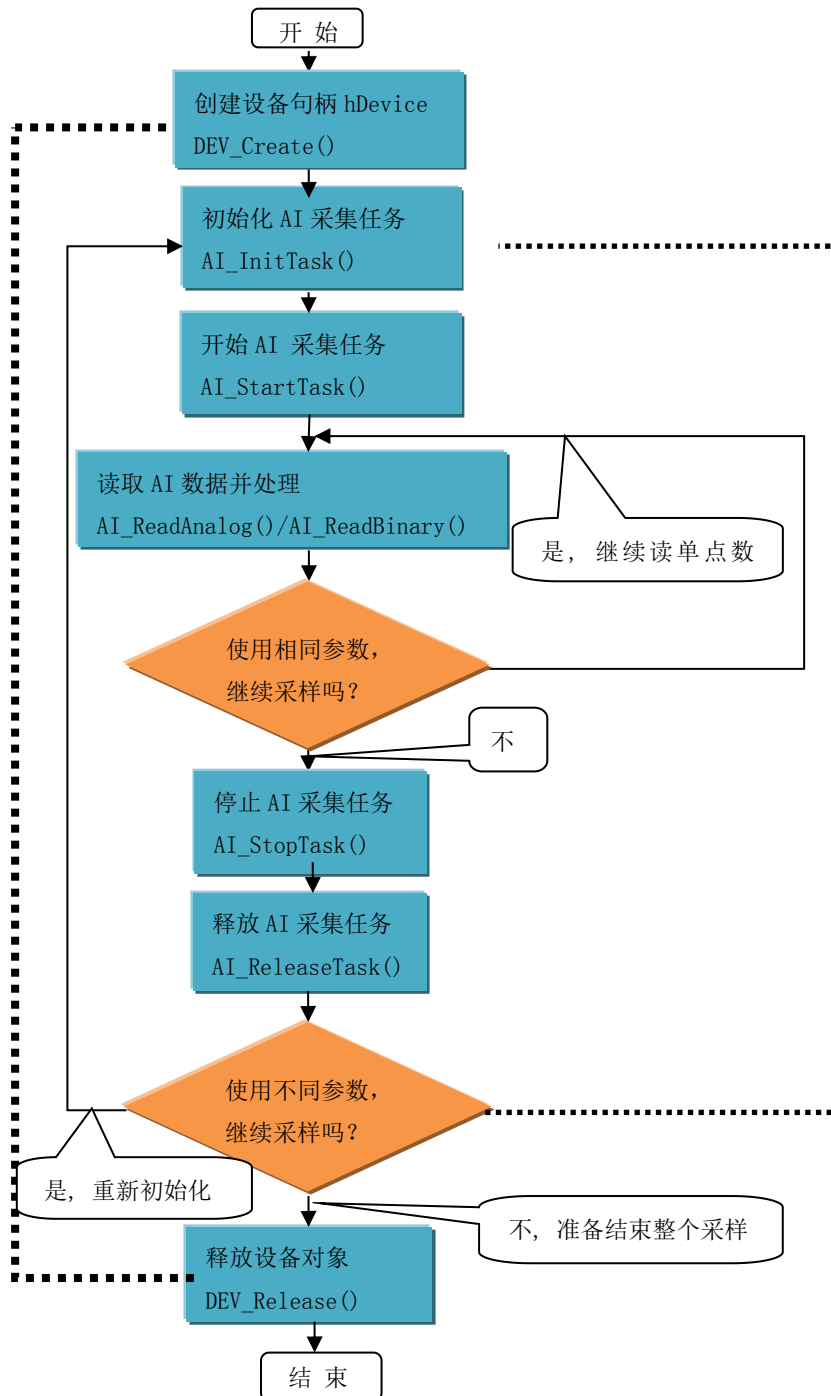 开 始
创建设备句柄 hDevice
DEV_Create()
初始化 AI 采集任务
AI_InitTask()
开始 AI 采集任务
AI_StartTask()
读取 AI 数据并处理
AI_ReadAnalog()/AI_ReadBinary()
是, 继续读单点数
使用相同参数,
继续采样吗?
不
停止 AI 采集任务
AI_StopTask()
释放 AI 采集任务
AI_ReleaseTask()
使用不同参数,
继续采样吗?
是, 重新初始化
不, 准备结束整个采样
释放设备对象
DEV_Release()
结 束